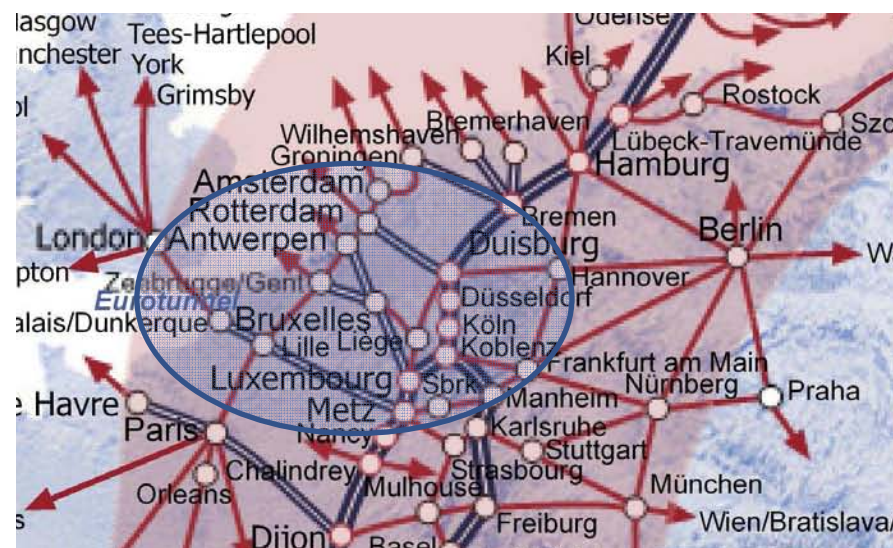 lasgow
nchester
Tees-Hartlepool
York
Grimsby
ol
Odense
Kiel
Rostock
Szc
Lübeck-Travemünde
Wilhemshaven
Bremerhaven
Groningen
Hamburg
Amsterdam
Rotterdam
Bremen
London
Antwerpen
Duisburg
Berlin
pton
Zeebrugge/Gent
Hannover
W
Eurotunnel
Düsseldorf
alais/Dunkerque
Bruxelles
Köln
Lille
Liège
Koblenz
Frankfurt am Main
Luxembourg
Sbrk
Nürnberg
Praha
e Havre
Metz
Manheim
Paris
Nancy
Karlsruhe
Stuttgart
Chalindrey
Strasbourg
Orleans
Mulhouse
München
s
Freiburg
Wien/Bratislava/
Dijon
Basel